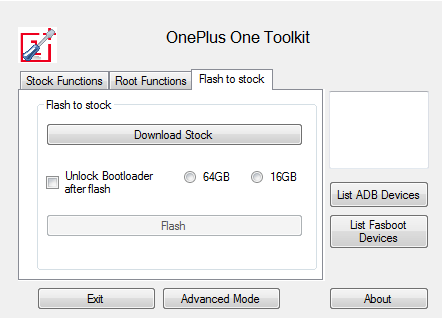 OnePlus One Toolkit
Stock Functions
Root Functions
Flash to stock
Flash to stock
Download Stock
Unlock Bootloader
after flash
64GB
16GB
Flash
List ADB Devices
List Fasboot
Devices
Exit
Advanced Mode
About